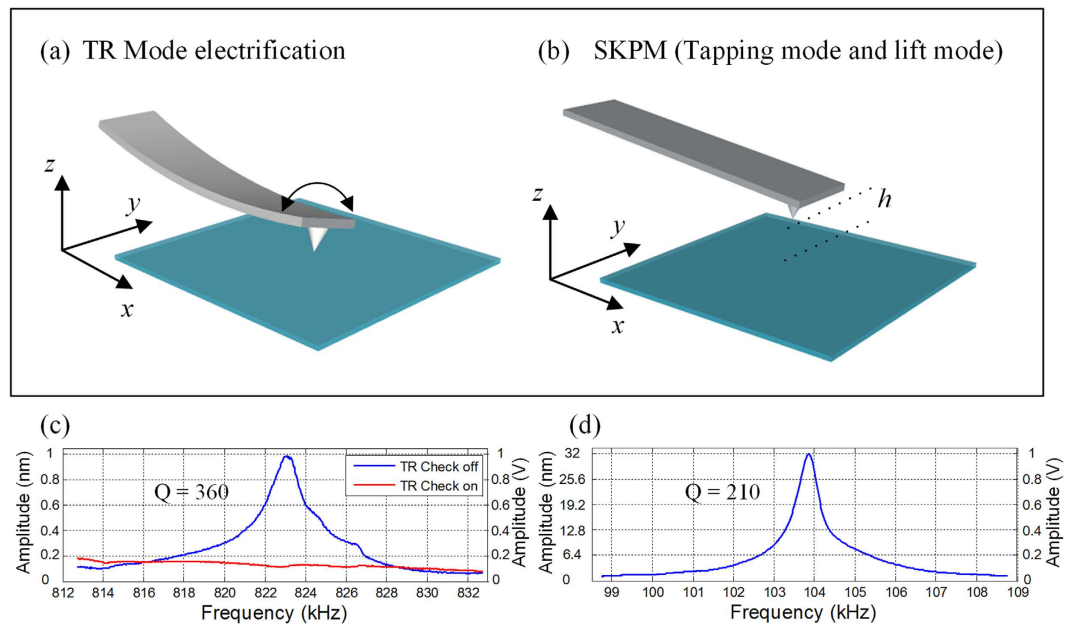 (a) TR Mode electrification
(b) SKPM (Tapping mode and lift mode)
z
y
x
z
y
x
h
(c)
Amplitude (nm)
1
0.8
0.6
0.4
0.2
0
Q = 360
TR Check off
TR Check on
1
0.8
0.6
0.4
0.2
0
Amplitude (V)
812 814 816 818 820 822 824 826 828 830 832
Frequency (kHz)
(d)
Amplitude (nm)
32
25.6
19.2
12.8
6.4
0
Q = 210
1
0.8
0.6
0.4
0.2
0
Amplitude (V)
99 100 101 102 103 104 105 106 107 108 109
Frequency (kHz)